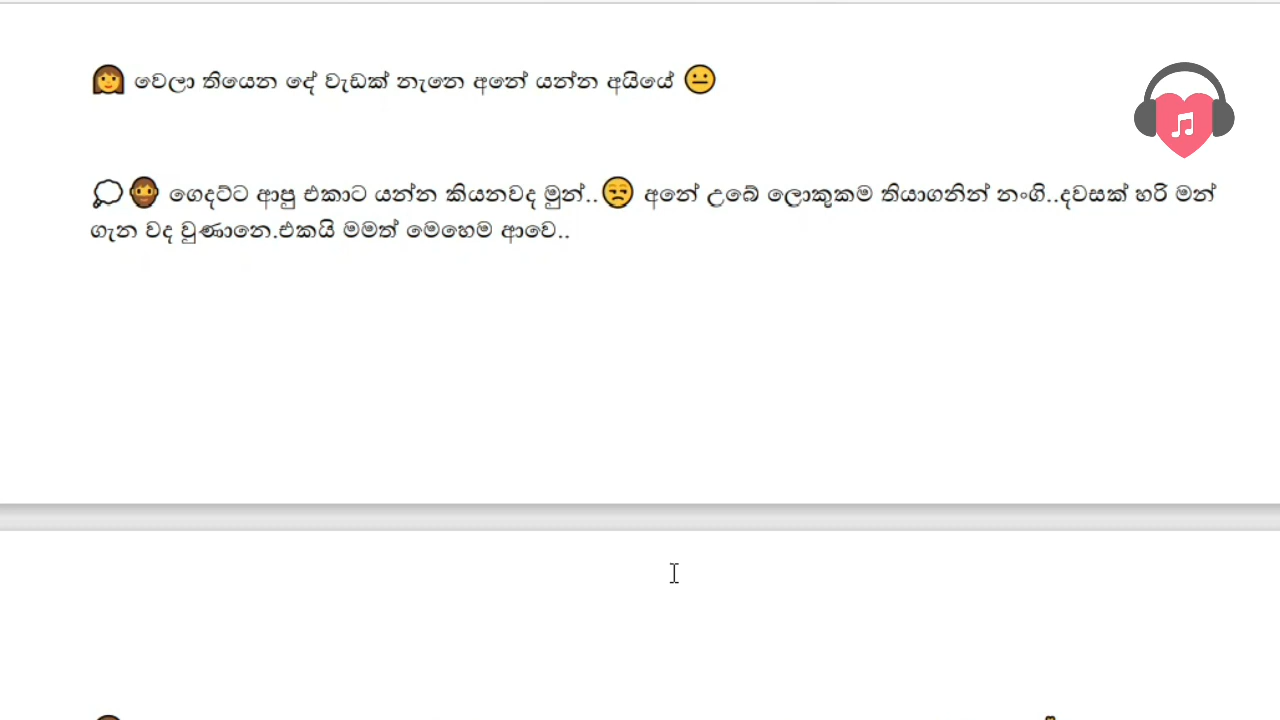 👩 වෙලා තියෙන දේ වැඩක් නැනෙ අනේ යන්න අයියේ 😐
💭🧔 ගෙදට්ට ආපු එකාට යන්න කියනවද මුන්..😒 අනේ උබේ ලොකුකම තියාගනින් නංගි..දවසක් හරි මන්
ගැන වද වුණානෙ.එකයි මමත් මෙහෙම ආවෙ..